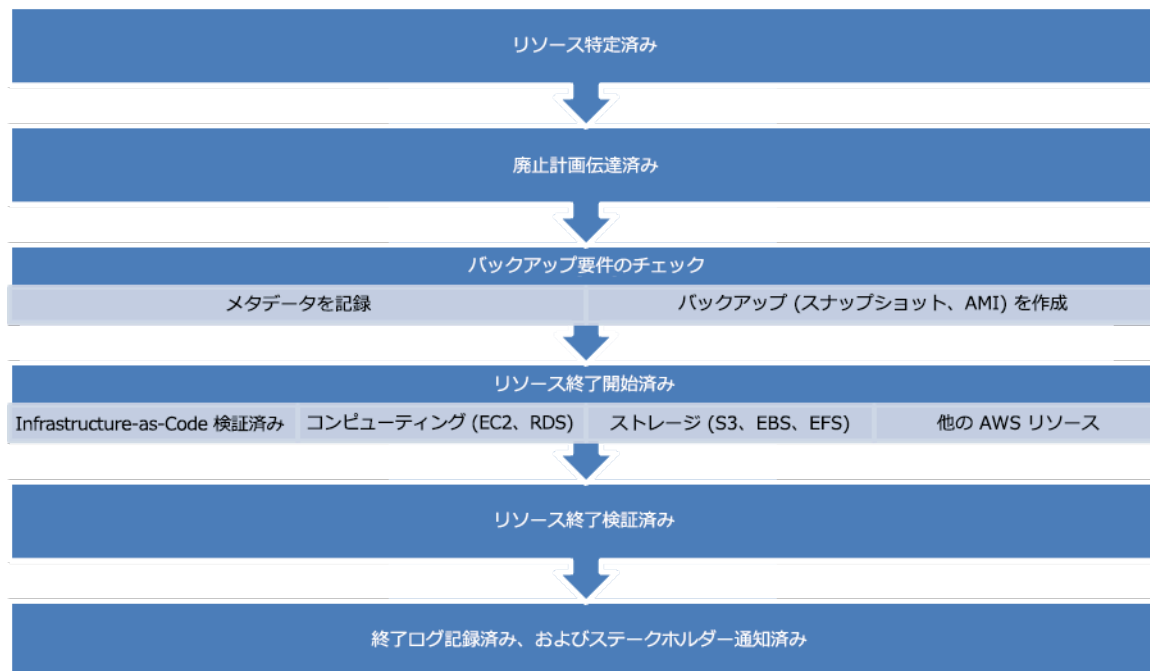 リソース特定済み
廃止計画伝達済み
バックアップ要件のチェック
メタデータを記録
バックアップ (スナップショット、AMI) を作成
リソース終了開始済み
Infrastructure-as-Code 検証済み
コンピューティング (EC2、RDS)
ストレージ (S3、EBS、EFS)
他の AWS リソース
リソース終了検証済み
終了ログ記録済み、およびステークホルダー通知済み